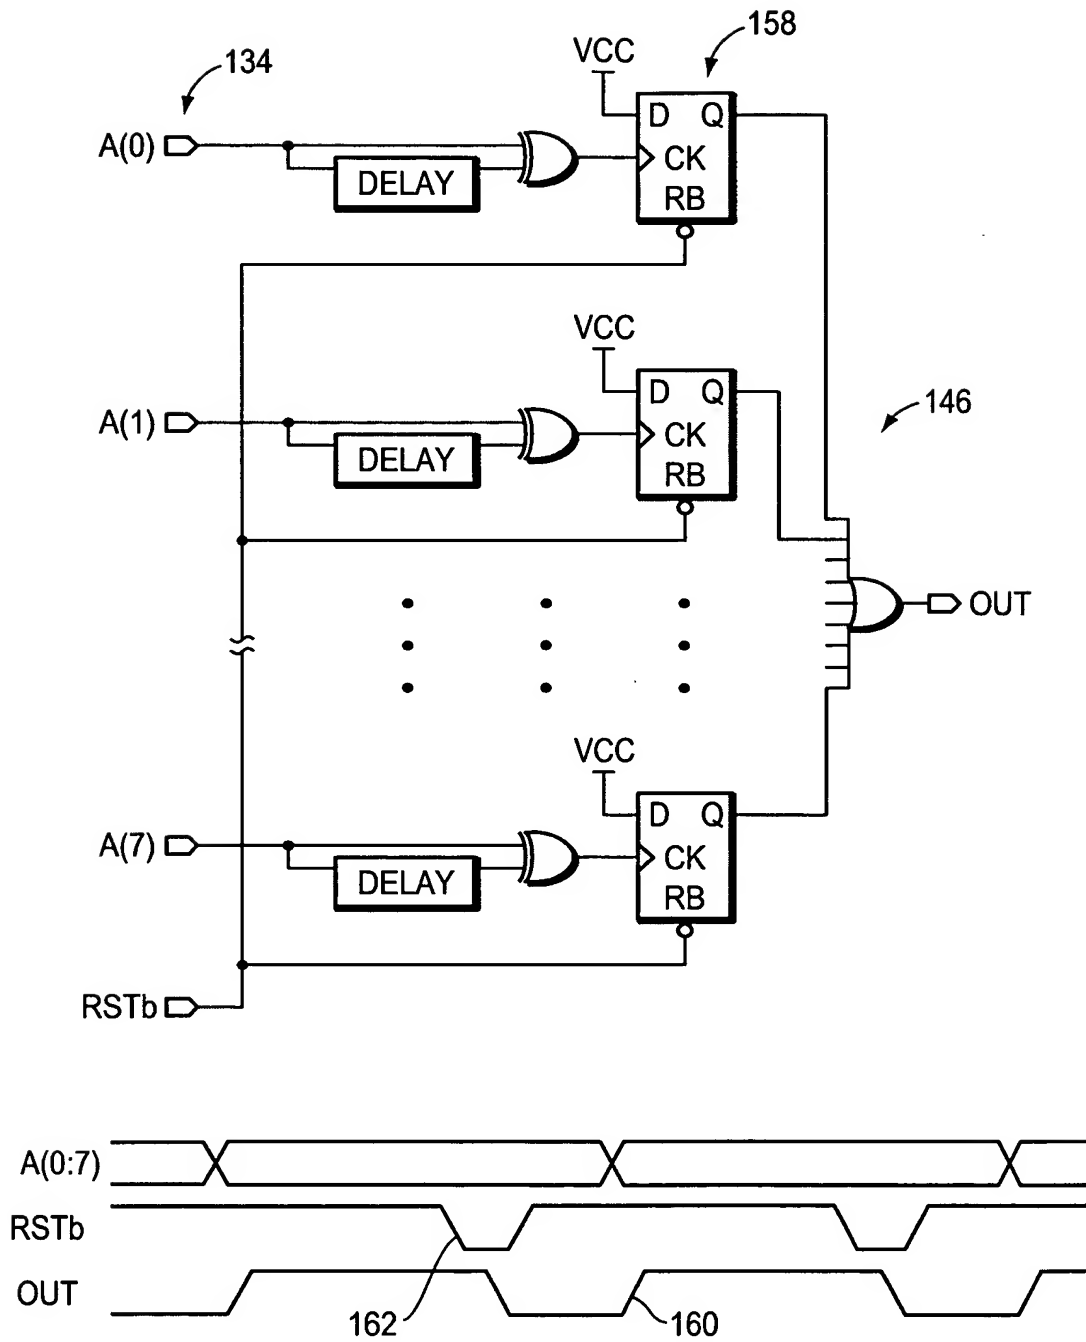 158
VCC
134
D Q
A(0)
CK
DELAY
RB
VCC
D Q
146
A(1)
CK
DELAY
RB
OUT
VCC
D Q
A(7)
CK
DELAY
RB
RSTb
A(0:7)
RSTb
OUT
162
160